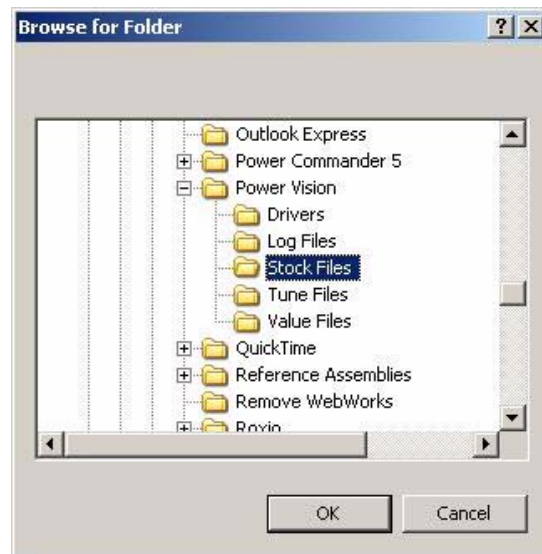 Browse for Folder
Outlook Express
Power Commander 5
Power Vision
Drivers
Log Files
Stock Files
Tune Files
Value Files
QuickTime
Reference Assemblies
Remove WebWorks
Roxio
OK Cancel